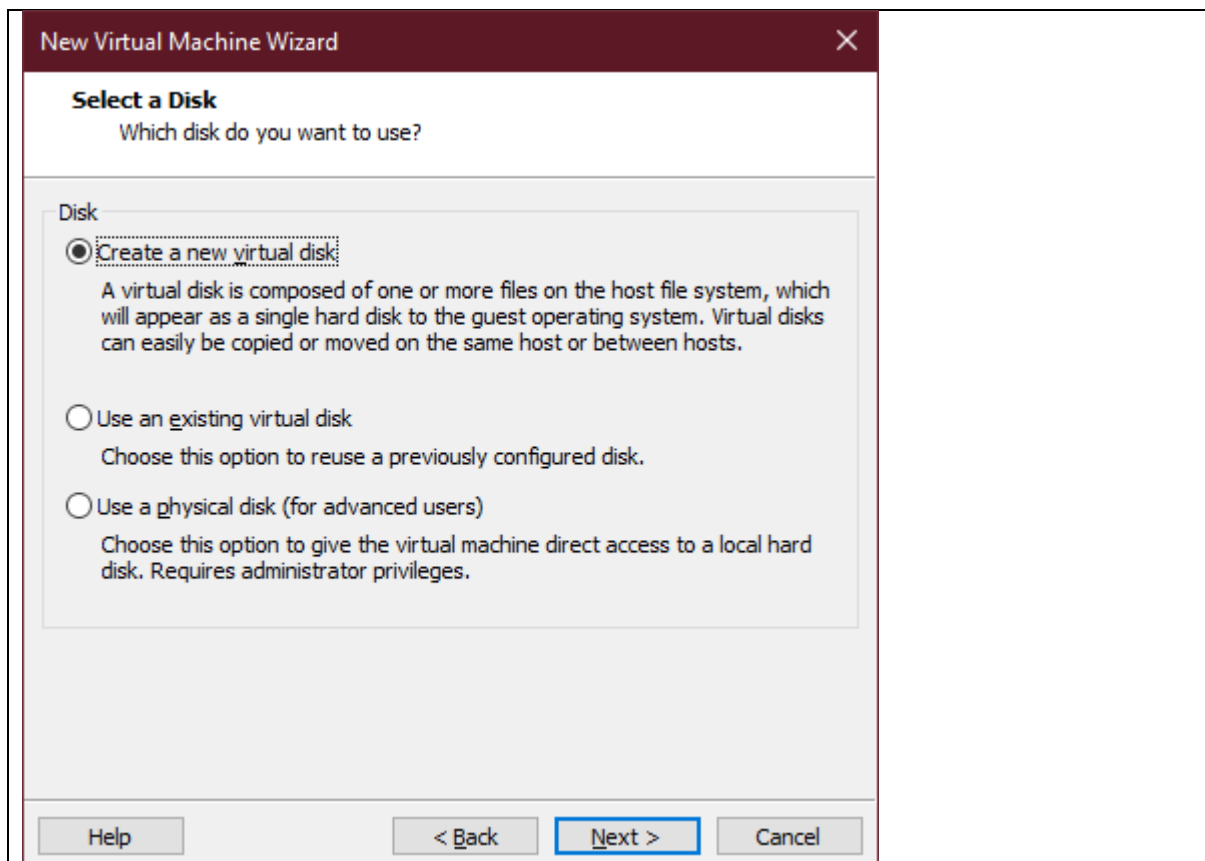 New Virtual Machine Wizard
Select a Disk
Which disk do you want to use?
Disk
Create a new virtual disk
A virtual disk is composed of one or more files on the host file system, which
will appear as a single hard disk to the guest operating system. Virtual disks
can easily be copied or moved on the same host or between hosts.
Use an existing virtual disk
Choose this option to reuse a previously configured disk.
Use a physical disk (for advanced users)
Choose this option to give the virtual machine direct access to a local hard
disk. Requires administrator privileges.
Help < Back Next > Cancel